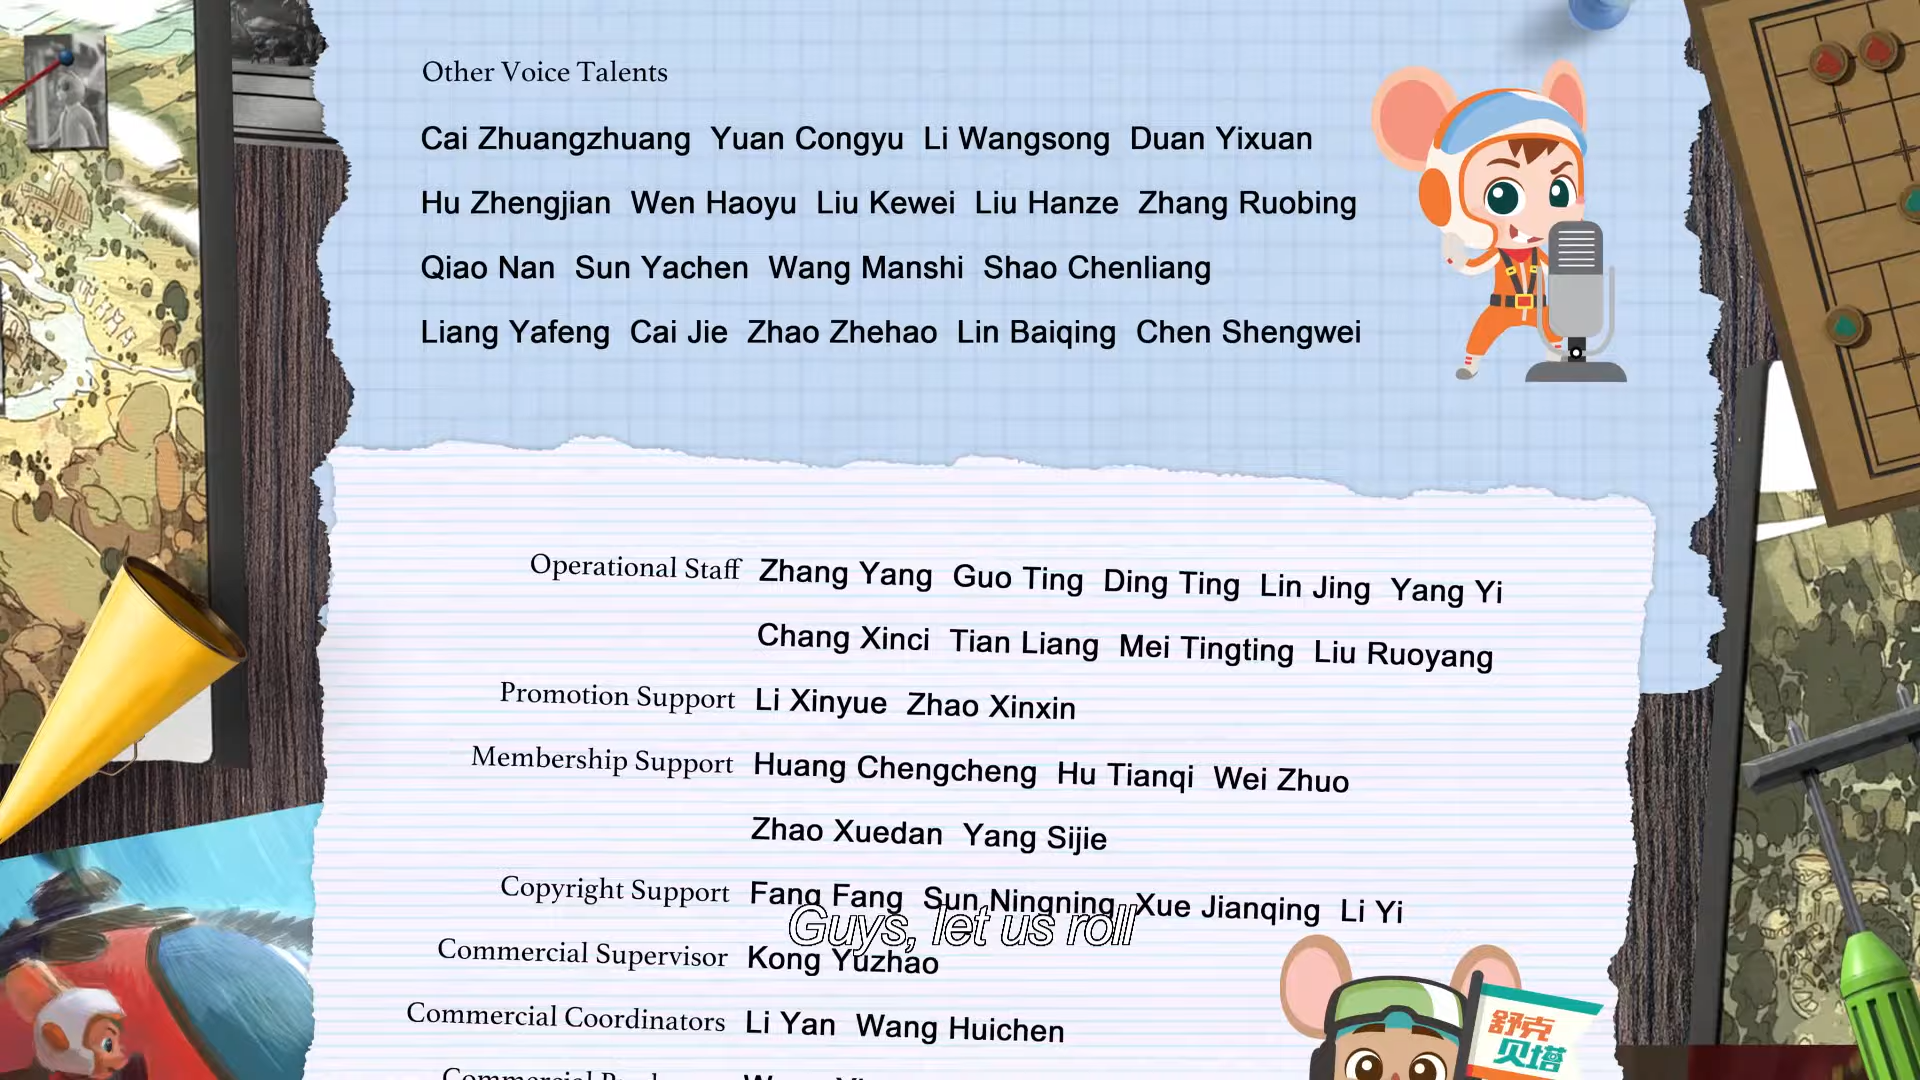 Other Voice Talents
Cai Zhuangzhuang Yuan Congyu Li Wangsong Duan Yixuan
Hu Zhengjian Wen Haoyu Liu Kewei Liu Hanze Zhang Ruobing
Qiao Nan Sun Yachen Wang Manshi Shao Chenliang
Liang Yafeng Cai Jie Zhao Zhehao Lin Baiqing Chen Shengwei
Operational Staff Zhang Yang Guo Ting Ding Ting Lin Jing Yang Yi
Chang Xinci Tian Liang Mei Tingting Liu Ruoyang
Promotion Support Li Xinyue Zhao Xinxin
Membership Support Huang Chengcheng Hu Tianqi Wei Zhuo
Zhao Xuedan Yang Sijie
Copyright Support Fang Fang Sun Ningning Xue Jianqing Li Yi
Guys, let us roll
Commercial Supervisor Kong Yuzhao
Commercial Coordinators Li Yan Wang Huichen
舒克
贝塔
Commercial